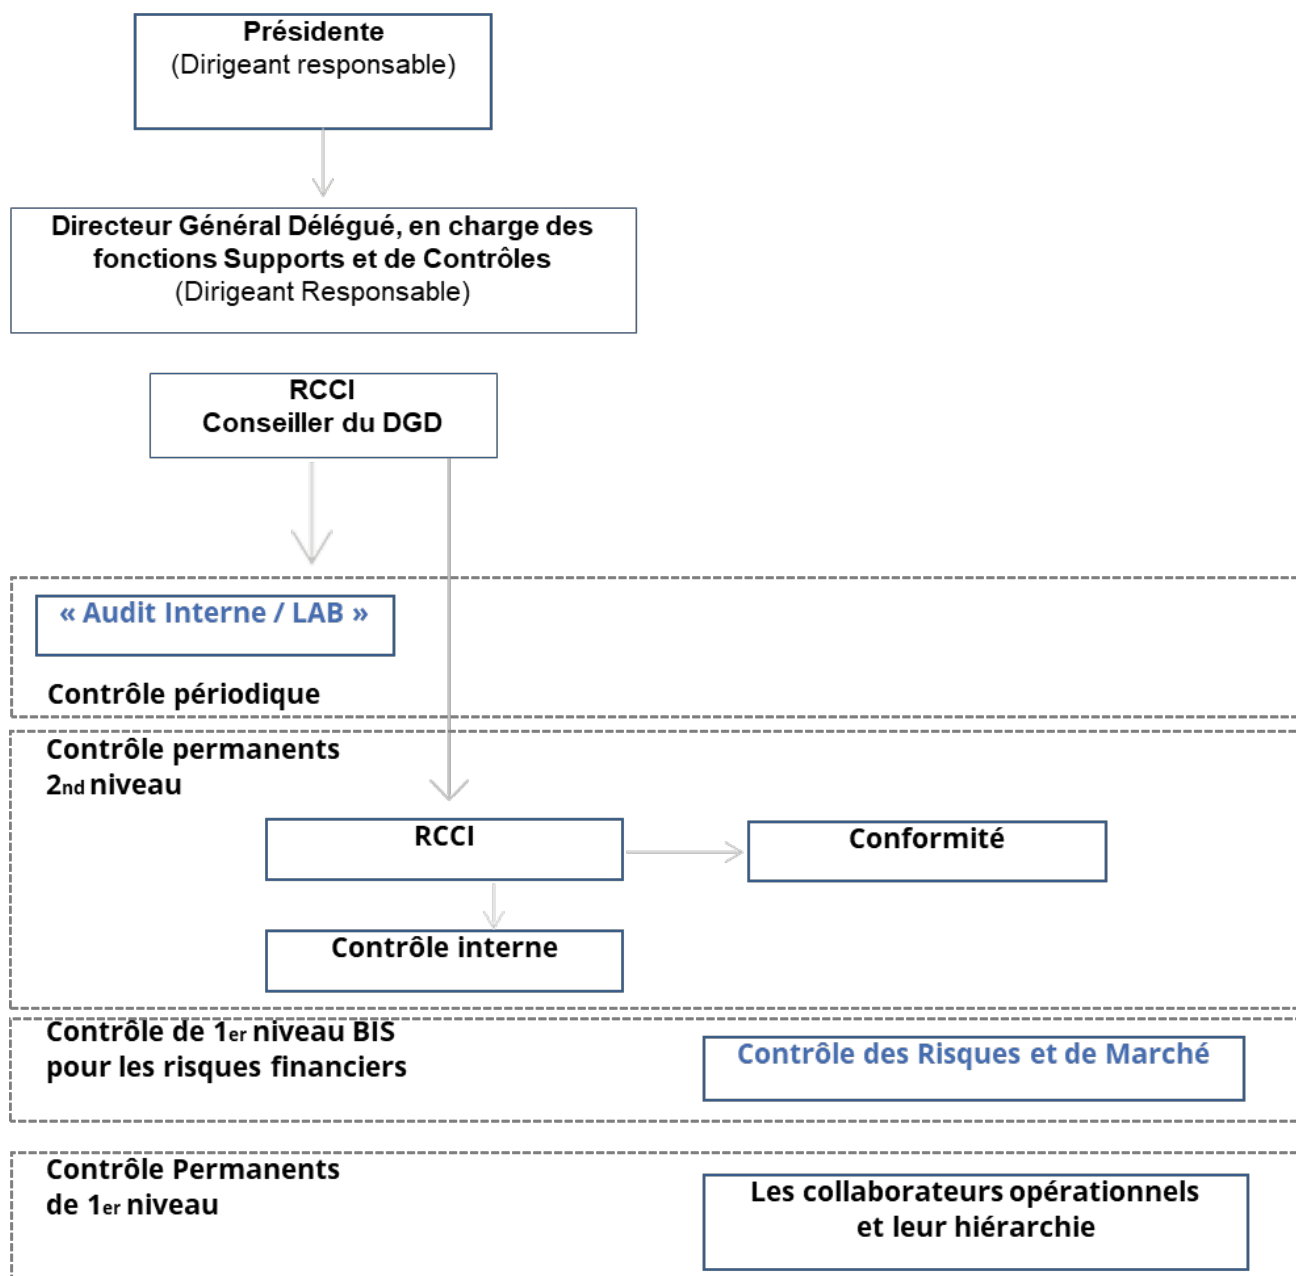 Présidente
(Dirigeant responsable)
Directeur Général Délégué, en charge des
fonctions Supports et de Contrôles
(Dirigeant Responsable)
RCCI
Conseiller du DGD
« Audit Interne / LAB »
Contrôle périodique
Contrôle permanents
2nd niveau
RCCI
Conformité
Contrôle interne
Contrôle de 1er niveau BIS
pour les risques financiers
Contrôle des Risques et de Marché
Contrôle Permanents
de 1er niveau
Les collaborateurs opérationnels
et leur hiérarchie